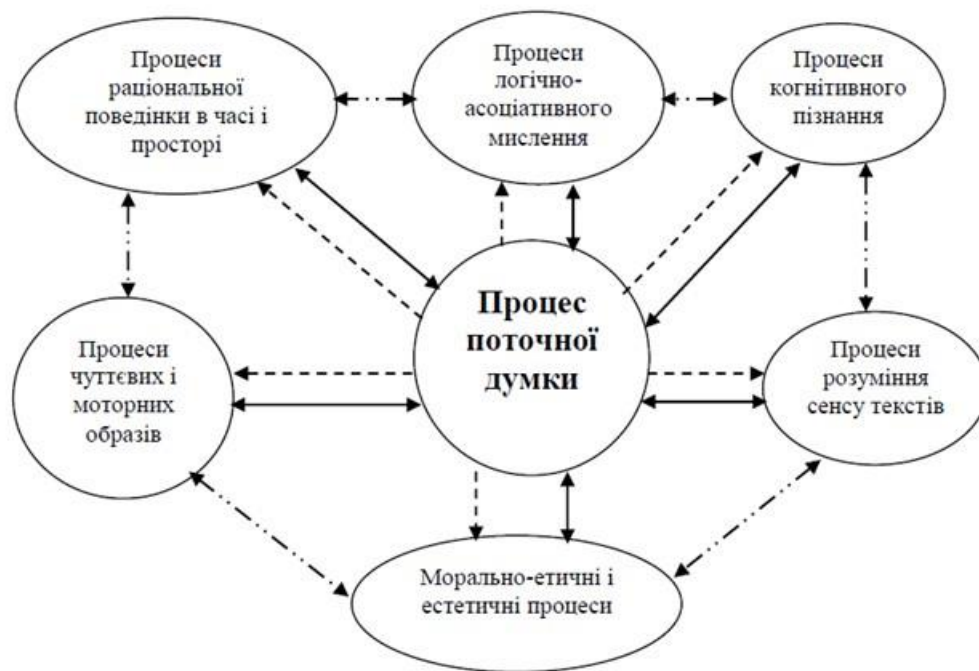 Процеси
раціональної
поведінки в часі і
просторі
Процеси
логічно-
асоціативного
мислення
Процеси
когнітивного
пізнання
Процес
поточної
думки
Процеси
чуттєвих і
моторних
образів
Процеси
розуміння
сенсу текстів
Морально-етичні і
естетичні процеси